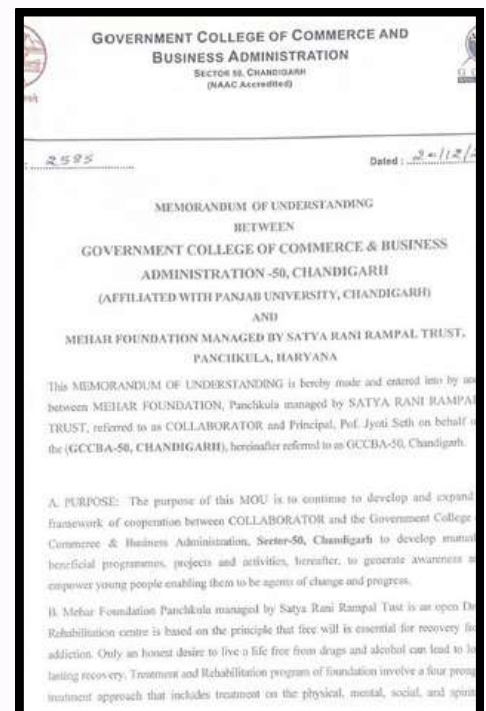 GOVERNMENT COLLEGE OF COMMERCE AND
BUSINESS ADMINISTRATION
SECTOR 50, CHANDIGARH
(NAAC Accredited)
2595
Dated : 20/12/2
MEMORANDUM OF UNDERSTANDING
BETWEEN
GOVERNMENT COLLEGE OF COMMERCE & BUSINESS
ADMINISTRATION -50, CHANDIGARH
(AFFILIATED WITH PANJAB UNIVERSITY, CHANDIGARH)
AND
MEHAR FOUNDATION MANAGED BY SATYA RANI RAMPAL TRUST,
PANCHKULA, HARYANA
This MEMORANDUM OF UNDERSTANDING is hereby made and entered into by
between MEHAR FOUNDATION, Panchkula managed by SATYA RANI RAMPAL
TRUST, referred to as COLLABORATOR and Principal, Pof. Jyoti Seth on behalf
the (GCCBA-50, CHANDIGARH), hereinafter referred to as GCCBA-50, Chandigarh.
A. PURPOSE: The purpose of this MOU is to continue to develop and expand
framework of cooperation between COLLABORATOR and the Government College
Commerce & Business Administration, Sector-50, Chandigarh to develop
beneficial programmes, projects and activities, hereafter, to generate awareness
empower young people enabling them to be agents of change and progress.
B. Mehar Foundation Panchkula managed by Satya Rani Rampal Tust is an open
Rehabilitation centre is based on the principle that free will is essential for recovery
addiction. Only an honest desire to live a life free from drugs and alcohol can lead to
lasting recovery. Treatment and Rehabilitation program of foundation involve a four
treatment approach that includes treatment on the physical, mental, social, and